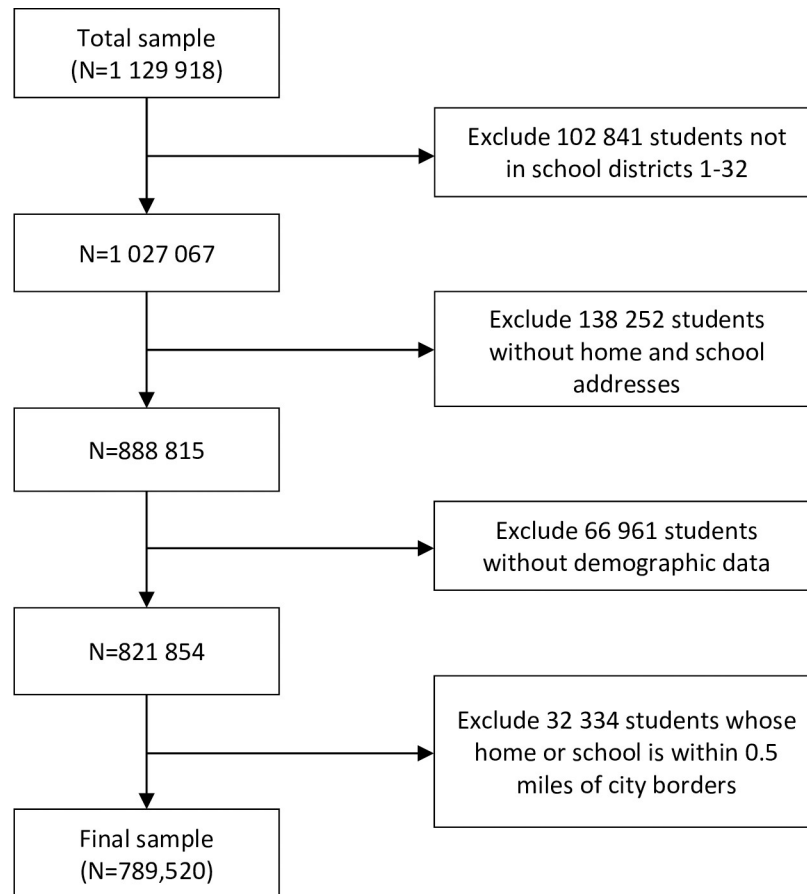 Total sample
(N=1 129 918)
Exclude 102 841 students not
in school districts 1-32
N=1 027 067
Exclude 138 252 students
without home and school
addresses
N=888 815
Exclude 66 961 students
without demographic data
N=821 854
Exclude 32 334 students whose
home or school is within 0.5
miles of city borders
Final sample
(N=789,520)